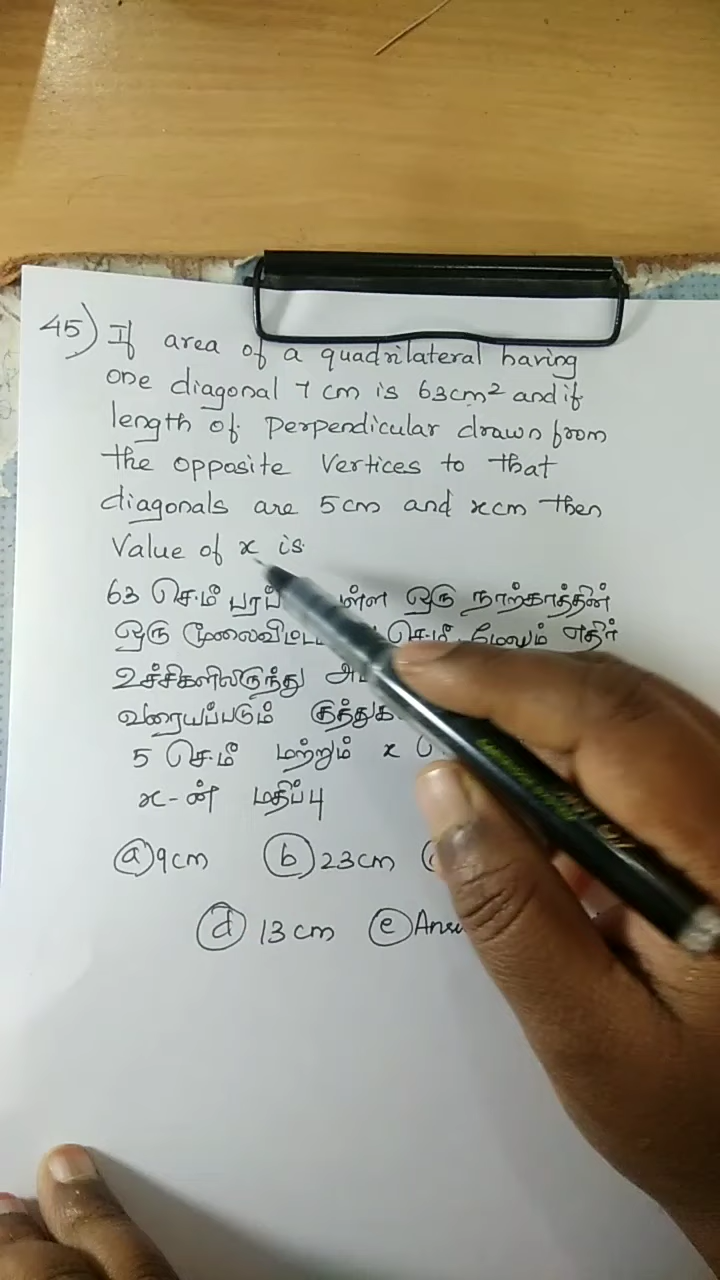 45) If area of a quadrilateral having
one diagonal 7 cm is 63cm² and if
length of perpendicular drawn from
the opposite vertices to that
diagonals are 5cm and xcm then
Value of x is
63 செ.மீ ஒரு நாற்காத்தின்
ஒரு செ.மீ. மேலும் எதிர்
உச்சிகளிலிருந்து
வரையப்படும்
5 செ.மீ மற்றும் x
x-ன் மதிப்பு
(a) 9cm (b) 23cm
(d) 13 cm (e)